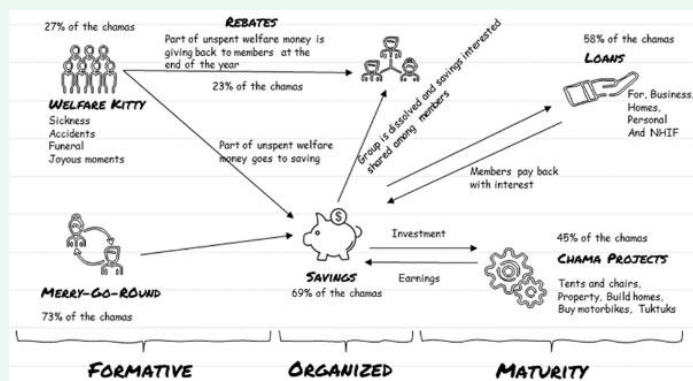 27% of the chamas
REBATES
Part of unspent welfare money is
giving back to members at the
end of the year
23% of the chamas
WELFARE KITTY
Sickness
Accidents
Funeral
Joyous moments
Part of unspent welfare
money goes to saving
Group is dissolved and savings interested
shared among members
58% of the chamas
LOANS
For, Business,
Homes,
Personal
And NHIF
Members pay back
with interest
MERRY-GO-ROUND
73% of the chamas
$
SAVINGS
69% of the chamas
Investment
Earnings
45% of the chamas
CHAMA PROJECTS
Tents and chairs,
Property, Build homes,
Buy motorbikes, Tuktuks
FORMATIVE
ORGANIZED
MATURITY